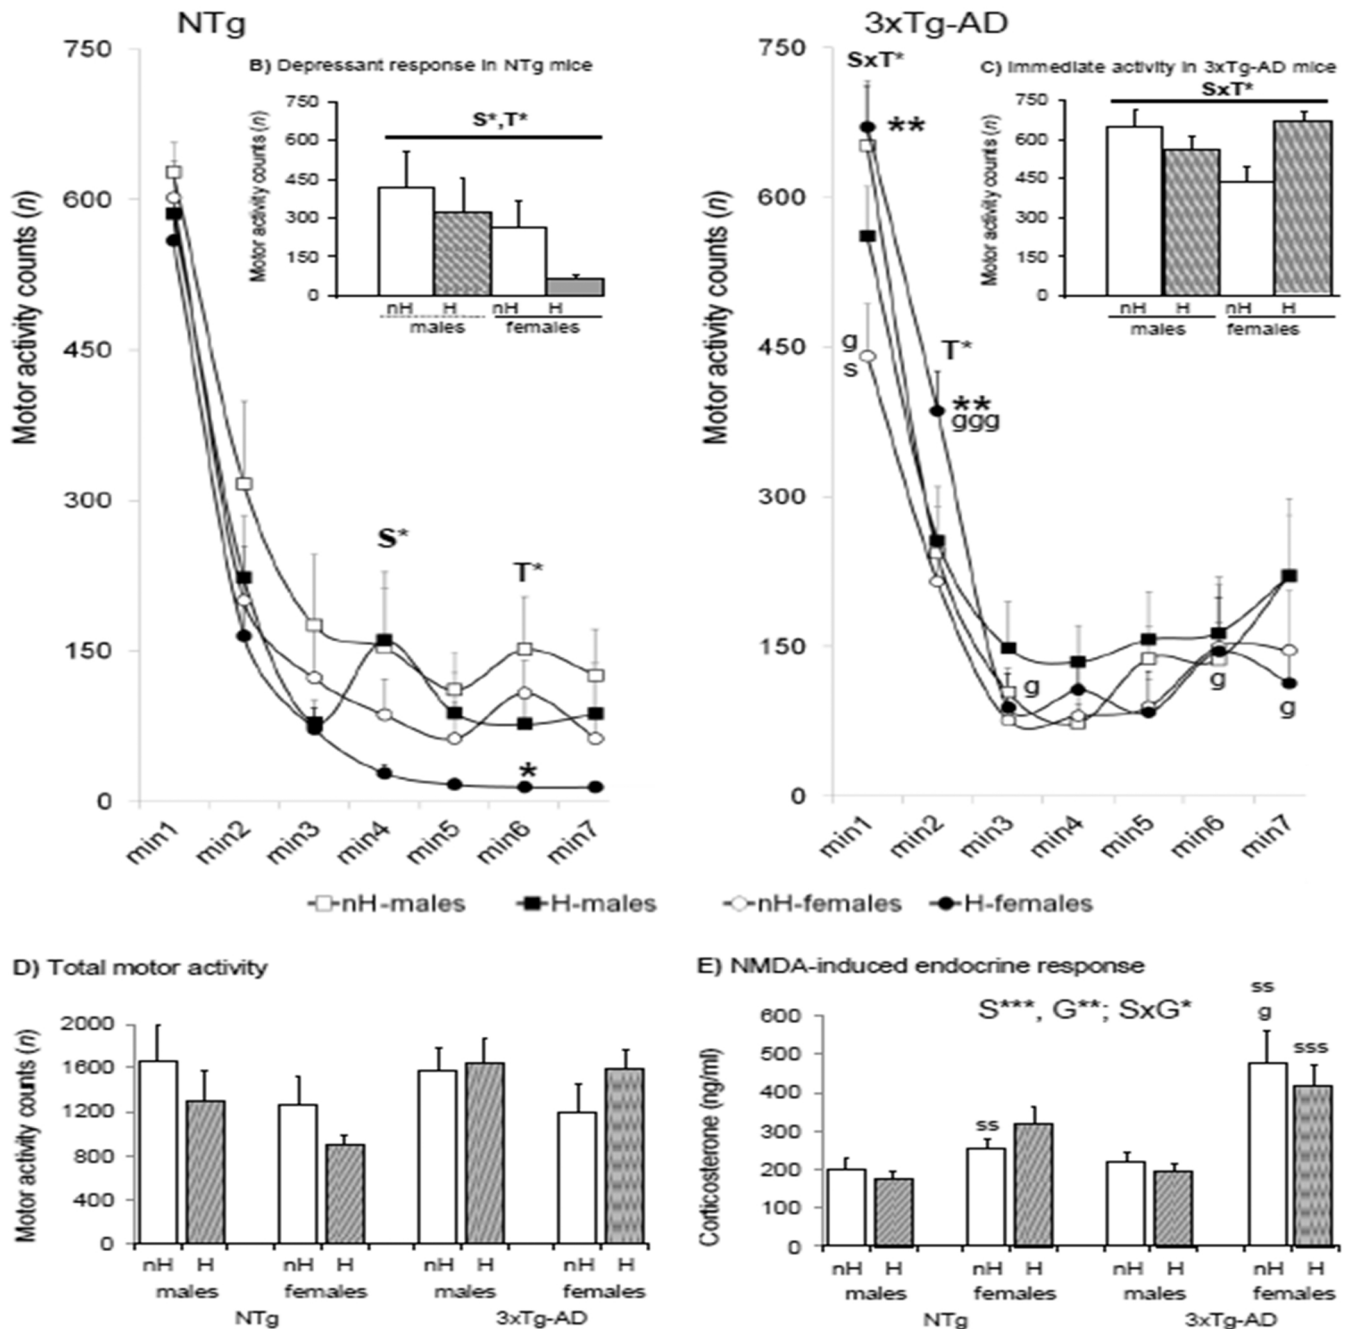 NTg
3xTg-AD
750
600
450
300
150
0
Motor activity counts (n)
B) Depressant response in NTg mice
750
600
450
300
150
0
Motor activity counts (n)
S*,T*
nH H nH H
males females
S*
T*
*
min1 min2 min3 min4 min5 min6 min7
750
600
450
300
150
0
Motor activity counts (n)
SxT*
**
C) Immediate activity in 3xTg-AD mice
SxT*
750
600
450
300
150
0
Motor activity counts (n)
nH H nH H
males females
g
s
T*
**
ggg
g
g
g
min1 min2 min3 min4 min5 min6 min7
nH-males H-males nH-females H-females
D) Total motor activity
2000
1600
1200
800
400
0
Motor activity counts (n)
nH H nH H nH H nH H
males females males females
NTg 3xTg-AD
E) NMDA-induced endocrine response
S***, G**; SxG*
600
500
400
300
200
100
0
Corticosterone (ng/ml)
ss
ss
g
sss
nH H nH H nH H nH H
males females males females
NTg 3xTg-AD